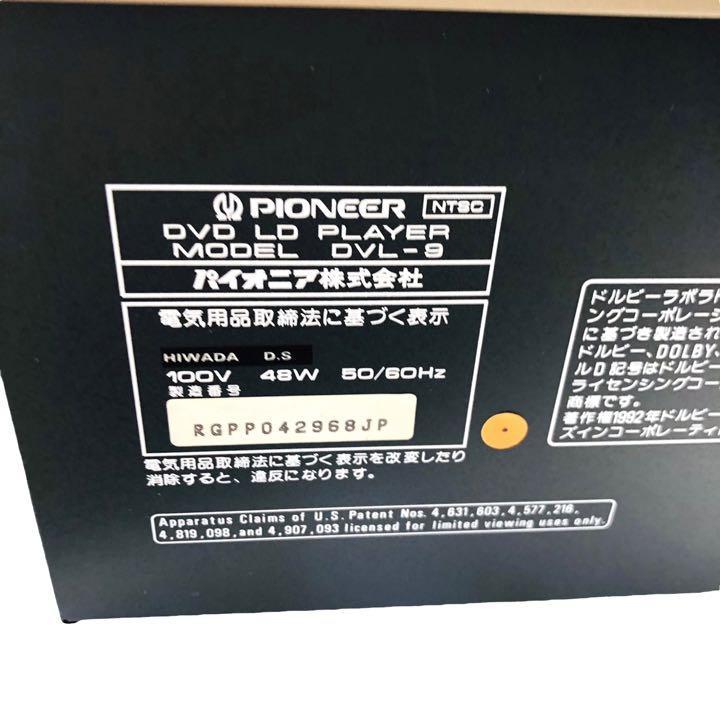 PIONEER NTSC
DVD LD PLAYER
MODEL DVL-9
パイオニア株式会社
電気用品取締法に基づく表示
HIWADA D.S
100V 48W 50/60Hz
製造番号
RGPP042968JP
電気用品取締法に基づく表示を改変したり
消除すると、違反になります。
Apparatus Claims of U.S. Patent Nos. 4,631,603, 4,577,216,
4,819,098, and 4,907,093 licensed for limited viewing uses only.
ドルビーラボラト
ングコーポレーシ
に基づき製造され
ドルビー、DOLBY、
ルD記号はドルビー
ライセンシングコー
商標です。
著作権1992年ドルビー
ズインコーポレーティ